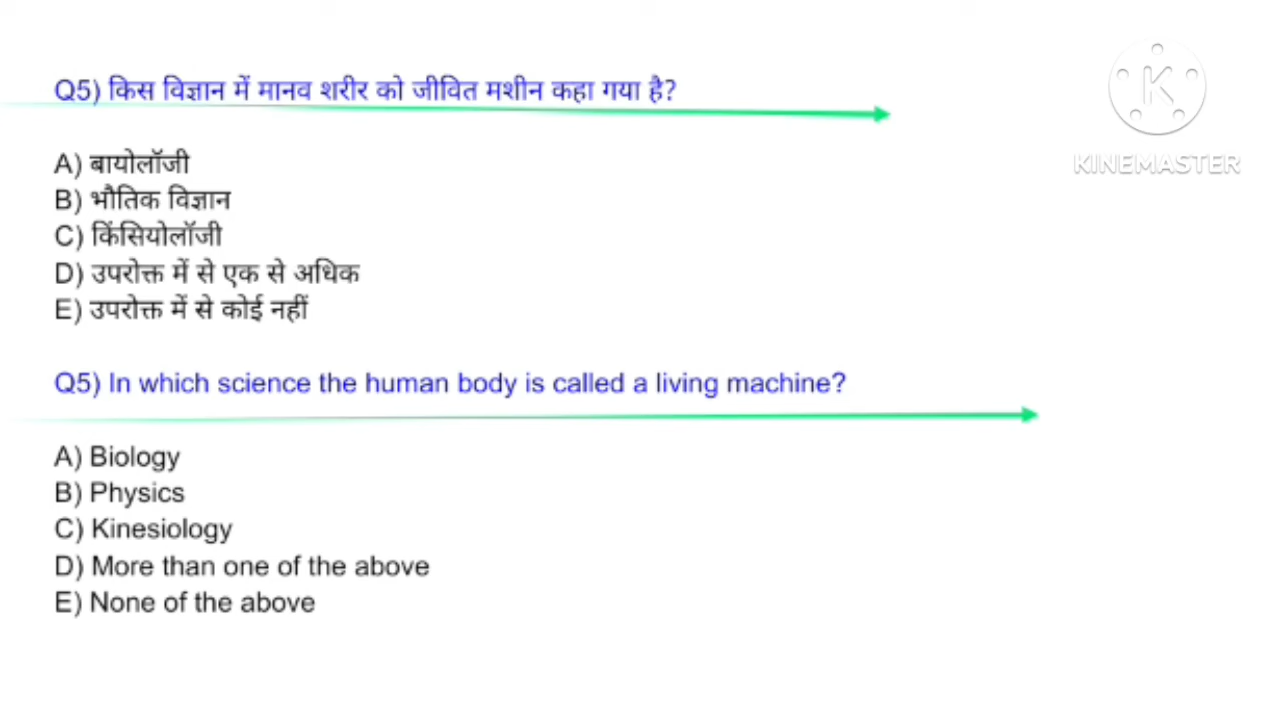 Q5) किस विज्ञान में मानव शरीर को जीवित मशीन कहा गया है?
A) बायोलॉजी
B) भौतिक विज्ञान
C) किंसियोलॉजी
D) उपरोक्त में से एक से अधिक
E) उपरोक्त में से कोई नहीं
Q5) In which science the human body is called a living machine?
A) Biology
B) Physics
C) Kinesiology
D) More than one of the above
E) None of the above
K
KINEMASTER